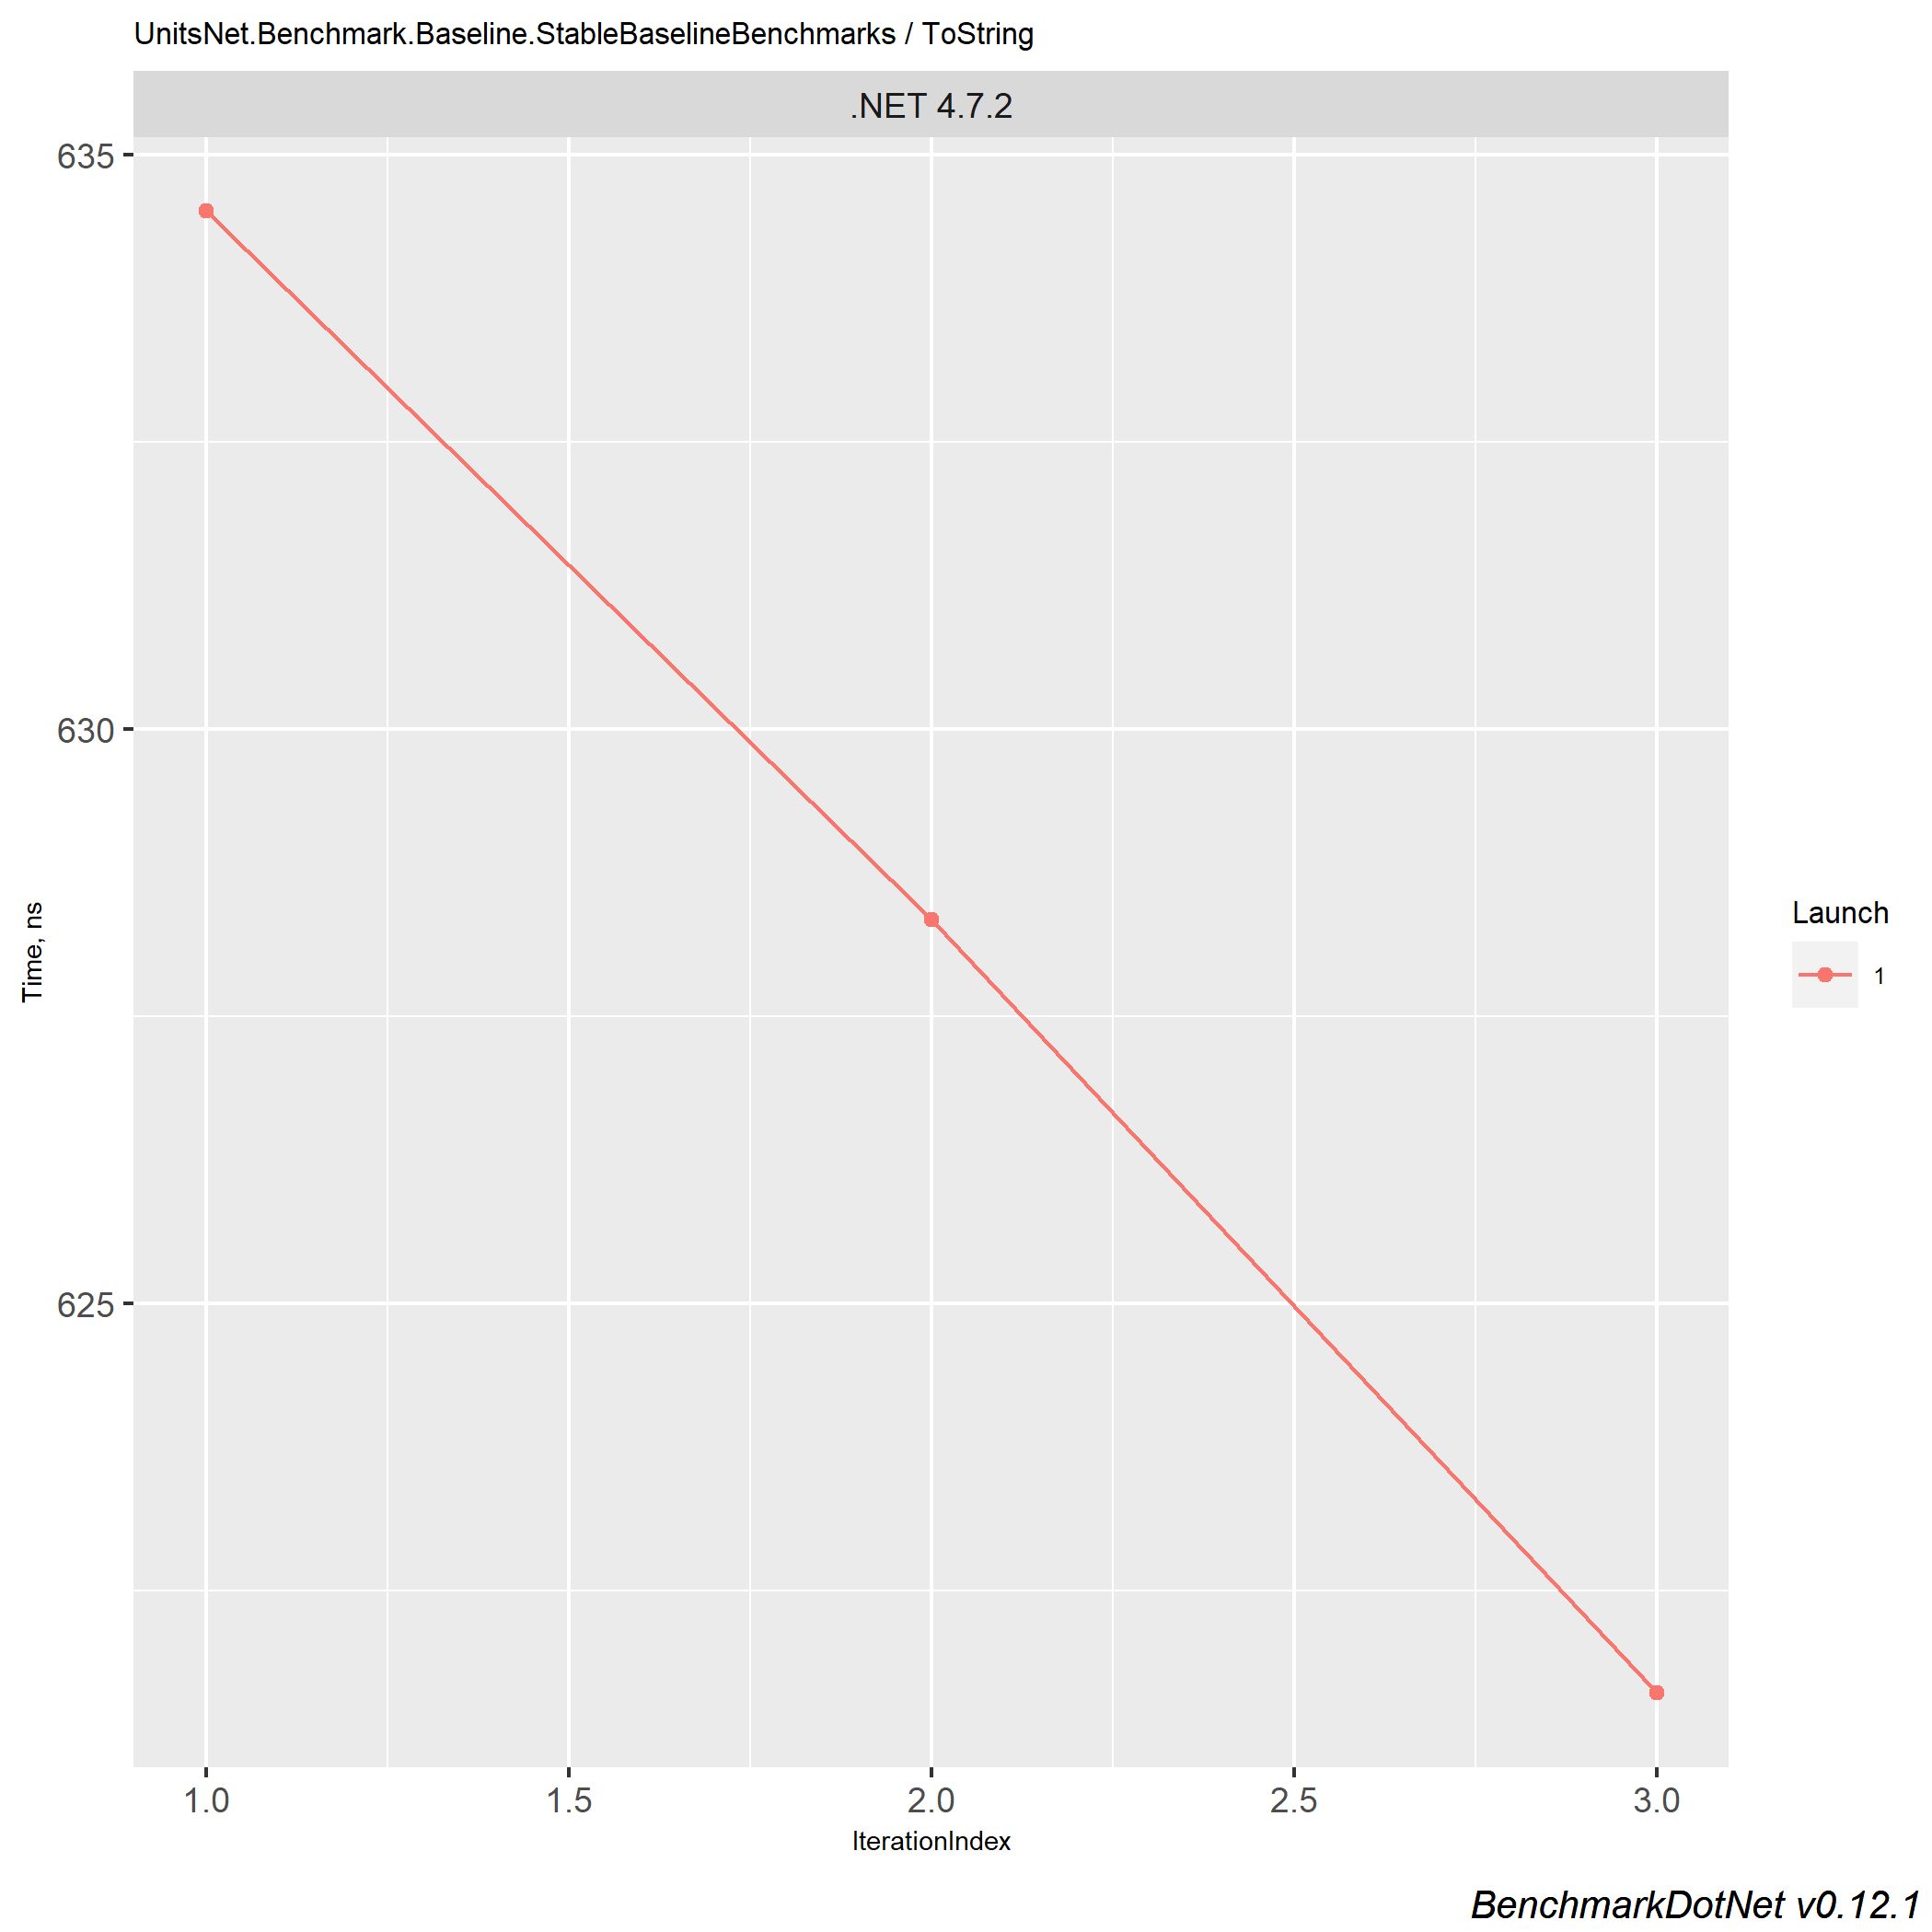 UnitsNet.Benchmark.Baseline.StableBaselineBenchmarks / ToString
.NET 4.7.2
635
630
625
Time, ns
1.0 1.5 2.0 2.5 3.0
IterationIndex
Launch
1
BenchmarkDotNet v0.12.1